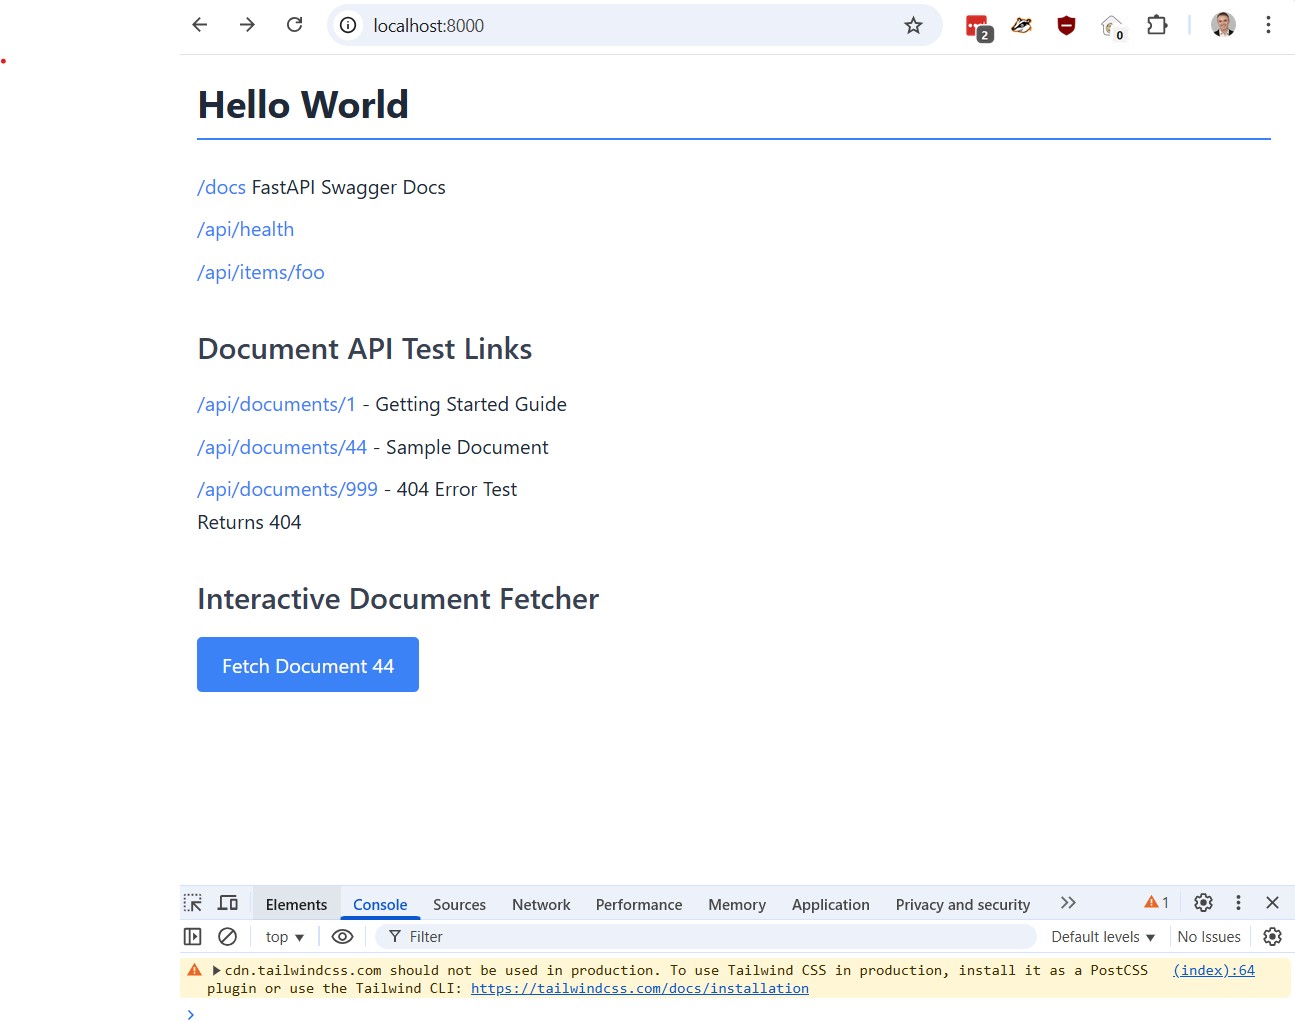 localhost:8000
2
0
Hello World
/docs FastAPI Swagger Docs
/api/health
/api/items/foo
Document API Test Links
/api/documents/1 - Getting Started Guide
/api/documents/44 - Sample Document
/api/documents/999 - 404 Error Test
Returns 404
Interactive Document Fetcher
Fetch Document 44
Elements Console Sources Network Performance Memory Application Privacy and security 1
top Filter Default levels No Issues
cdn.tailwindcss.com should not be used in production. To use Tailwind CSS in production, install it as a PostCSS (index):64
plugin or use the Tailwind CLI: https://tailwindcss.com/docs/installation